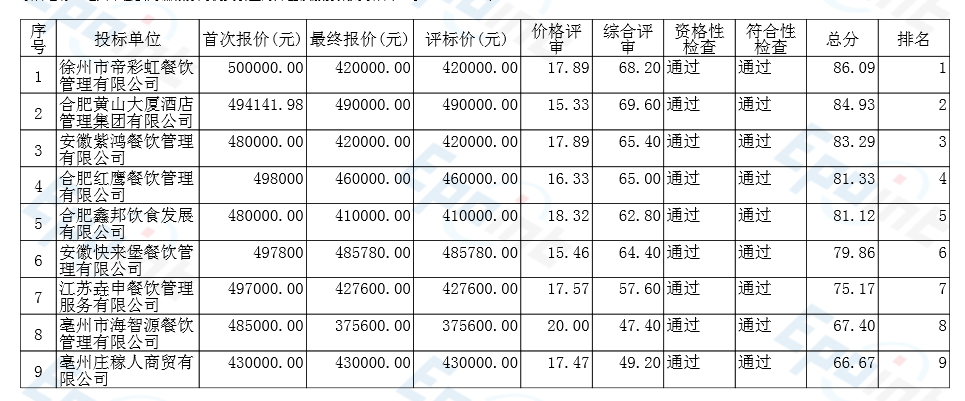 序号 投标单位 首次报价(元) 最终报价(元) 评标价(元) 价格评审 综合评审 资格性检查 符合性检查 总分 排名
1 徐州市帝彩虹餐饮管理有限公司 500000.00 420000.00 420000.00 17.89 68.20 通过 通过 86.09 1
2 合肥黄山大厦酒店管理集团有限公司 494141.98 490000.00 490000.00 15.33 69.60 通过 通过 84.93 2
3 安徽紫鸿餐饮管理有限公司 480000.00 420000.00 420000.00 17.89 65.40 通过 通过 83.29 3
4 合肥红鹰餐饮管理有限公司 498000 460000.00 460000.00 16.33 65.00 通过 通过 81.33 4
5 合肥鑫邦饮食发展有限公司 480000.00 410000.00 410000.00 18.32 62.80 通过 通过 81.12 5
6 安徽快来堡餐饮管理有限公司 497800 485780.00 485780.00 15.46 64.40 通过 通过 79.86 6
7 江苏垚申餐饮管理服务有限公司 497000.00 427600.00 427600.00 17.57 57.60 通过 通过 75.17 7
8 亳州市海智源餐饮管理有限公司 485000.00 375600.00 375600.00 20.00 47.40 通过 通过 67.40 8
9 亳州庄稼人商贸有限公司 430000.00 430000.00 430000.00 17.47 49.20 通过 通过 66.67 9